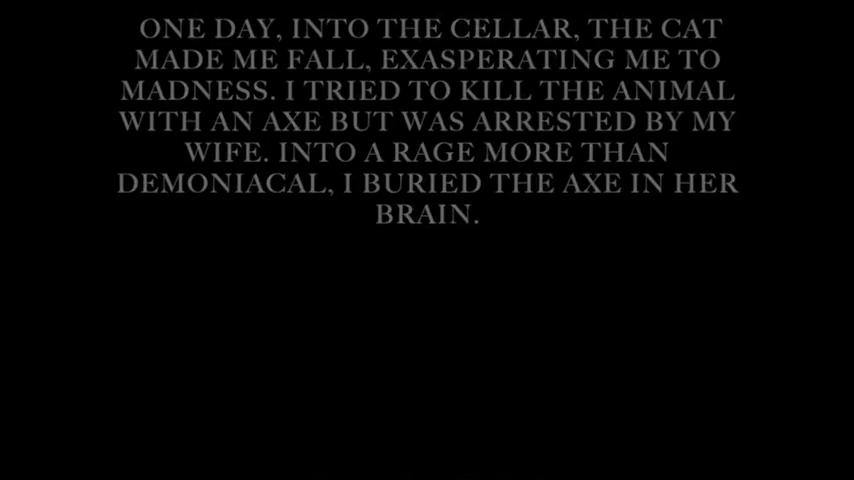 ONE DAY, INTO THE CELLAR, THE CAT
MADE ME FALL, EXASPERATING ME TO
MADNESS. I TRIED TO KILL THE ANIMAL
WITH AN AXE BUT WAS ARRESTED BY MY
WIFE. INTO A RAGE MORE THAN
DEMONIACAL, I BURIED THE AXE IN HER
BRAIN.